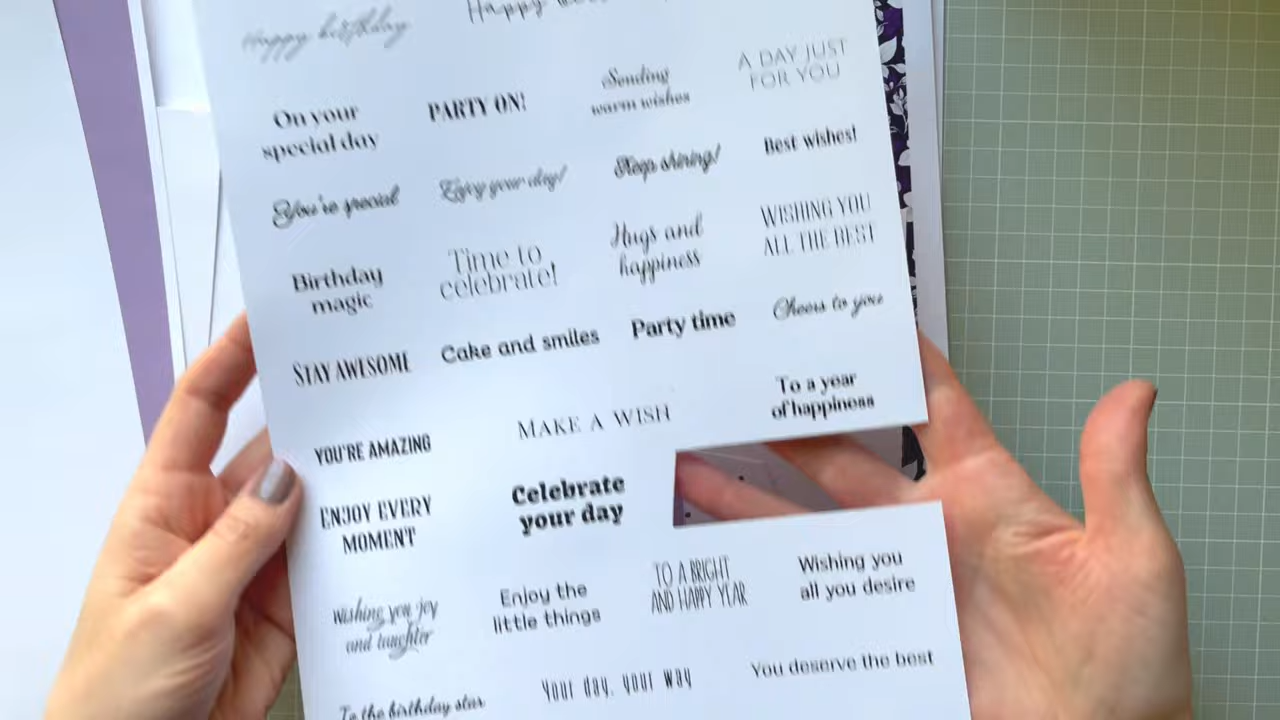 Happy birthday
Happy
A DAY JUST
FOR YOU
Sending
warm wishes
On your
special day
PARTY ON!
Best wishes!
Keep shining!
Enjoy your day!
You're special
WISHING YOU
ALL THE BEST
Hugs and
happiness
Time to
celebrate!
Birthday
magic
Cheers to you
Party time
Cake and smiles
STAY AWESOME
To a year
of happiness
MAKE A WISH
YOU'RE AMAZING
Celebrate
your day
ENJOY EVERY
MOMENT
Wishing you
all you desire
TO A BRIGHT
AND HAPPY YEAR
Enjoy the
little things
Wishing you joy
and laughter
You deserve the best
Your day, your way
To the birthday star